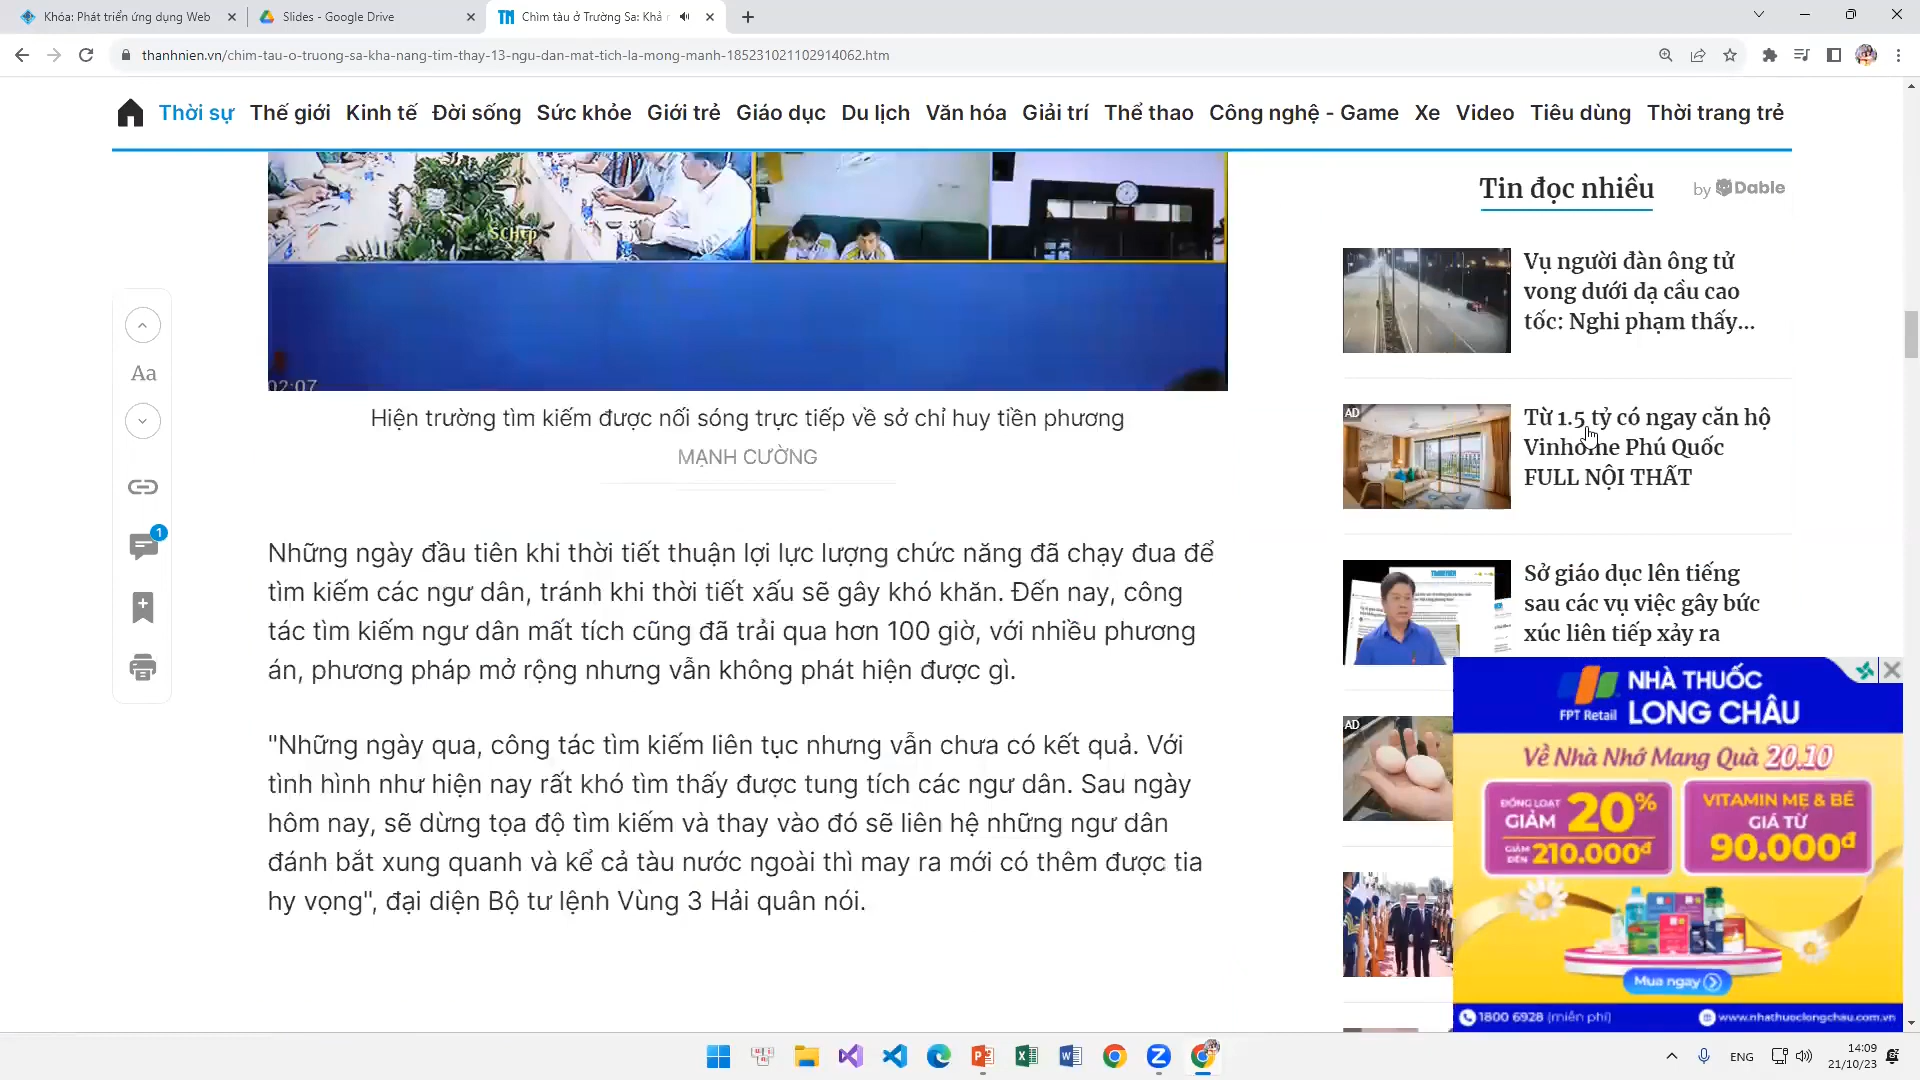 Khóa: Phát triển ứng dụng Web
Slides - Google Drive
Chìm tàu ở Trường Sa: Khả
thanhnien.vn/chim-tau-o-truong-sa-kha-nang-tim-thay-13-ngu-dan-mat-tich-la-mong-manh-185231021102914062.htm
Thời sự Thế giới Kinh tế Đời sống Sức khỏe Giới trẻ Giáo dục Du lịch Văn hóa Giải trí Thể thao Công nghệ - Game Xe Video Tiêu dùng Thời trang trẻ
02:07
Hiện trường tìm kiếm được nối sóng trực tiếp về sở chỉ huy tiền phương
MẠNH CƯỜNG
Aa
1
Những ngày đầu tiên khi thời tiết thuận lợi lực lượng chức năng đã chạy đua để
tìm kiếm các ngư dân, tránh khi thời tiết xấu sẽ gây khó khăn. Đến nay, công
tác tìm kiếm ngư dân mất tích cũng đã trải qua hơn 100 giờ, với nhiều phương
án, phương pháp mở rộng nhưng vẫn không phát hiện được gì.
"Những ngày qua, công tác tìm kiếm liên tục nhưng vẫn chưa có kết quả. Với
tình hình như hiện nay rất khó tìm thấy được tung tích các ngư dân. Sau ngày
hôm nay, sẽ dừng tọa độ tìm kiếm và thay vào đó sẽ liên hệ những ngư dân
đánh bắt xung quanh và kể cả tàu nước ngoài thì may ra mới có thêm được tia
hy vọng", đại diện Bộ tư lệnh Vùng 3 Hải quân nói.
Tin đọc nhiều
by Dable
Vụ người đàn ông tử
vong dưới dạ cầu cao
tốc: Nghi phạm thấy...
AD
Từ 1.5 tỷ có ngay căn hộ
Vinhome Phú Quốc
FULL NỘI THẤT
Sở giáo dục lên tiếng
sau các vụ việc gây bức
xúc liên tiếp xảy ra
AD
FPT Retail
NHÀ THUỐC
LONG CHÂU
Về Nhà Nhớ Mang Quà 20.10
ĐỒNG LOẠT
GIẢM 20%
GIẢM ĐẾN 210.000đ
VITAMIN MẸ & BÉ
GIÁ TỪ
90.000đ
Mua ngay
1800 6928 (miễn phí)
www.nhathuoclongchau.com.vn
ENG
14:09
21/10/23